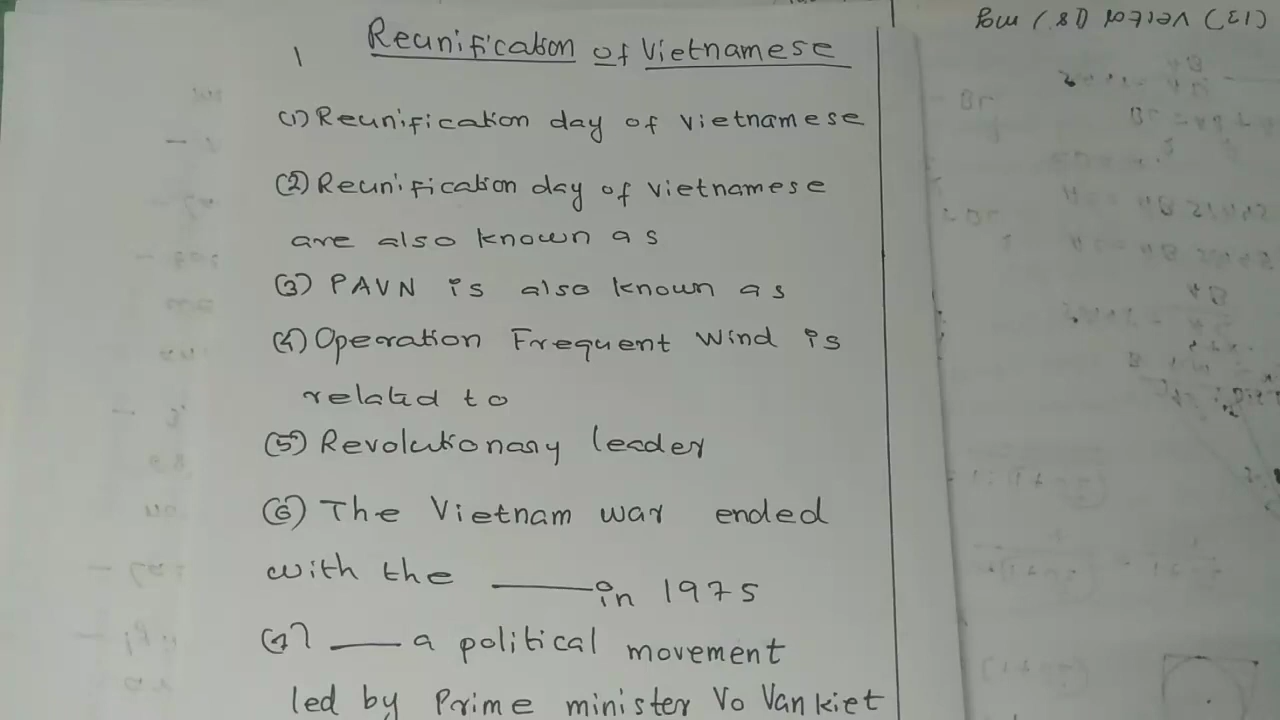 1 Reunification of Vietnamese
(1) Reunification day of vietnamese
(2) Reunification day of vietnamese
are also known as
(3) PAVN is also known as
(4) Operation Frequent Wind is
related to
(5) Revolutionary leader
(6) The Vietnam war ended
with the ——— in 1975
(7) —— a political movement
led by Prime minister Vo Van kiet